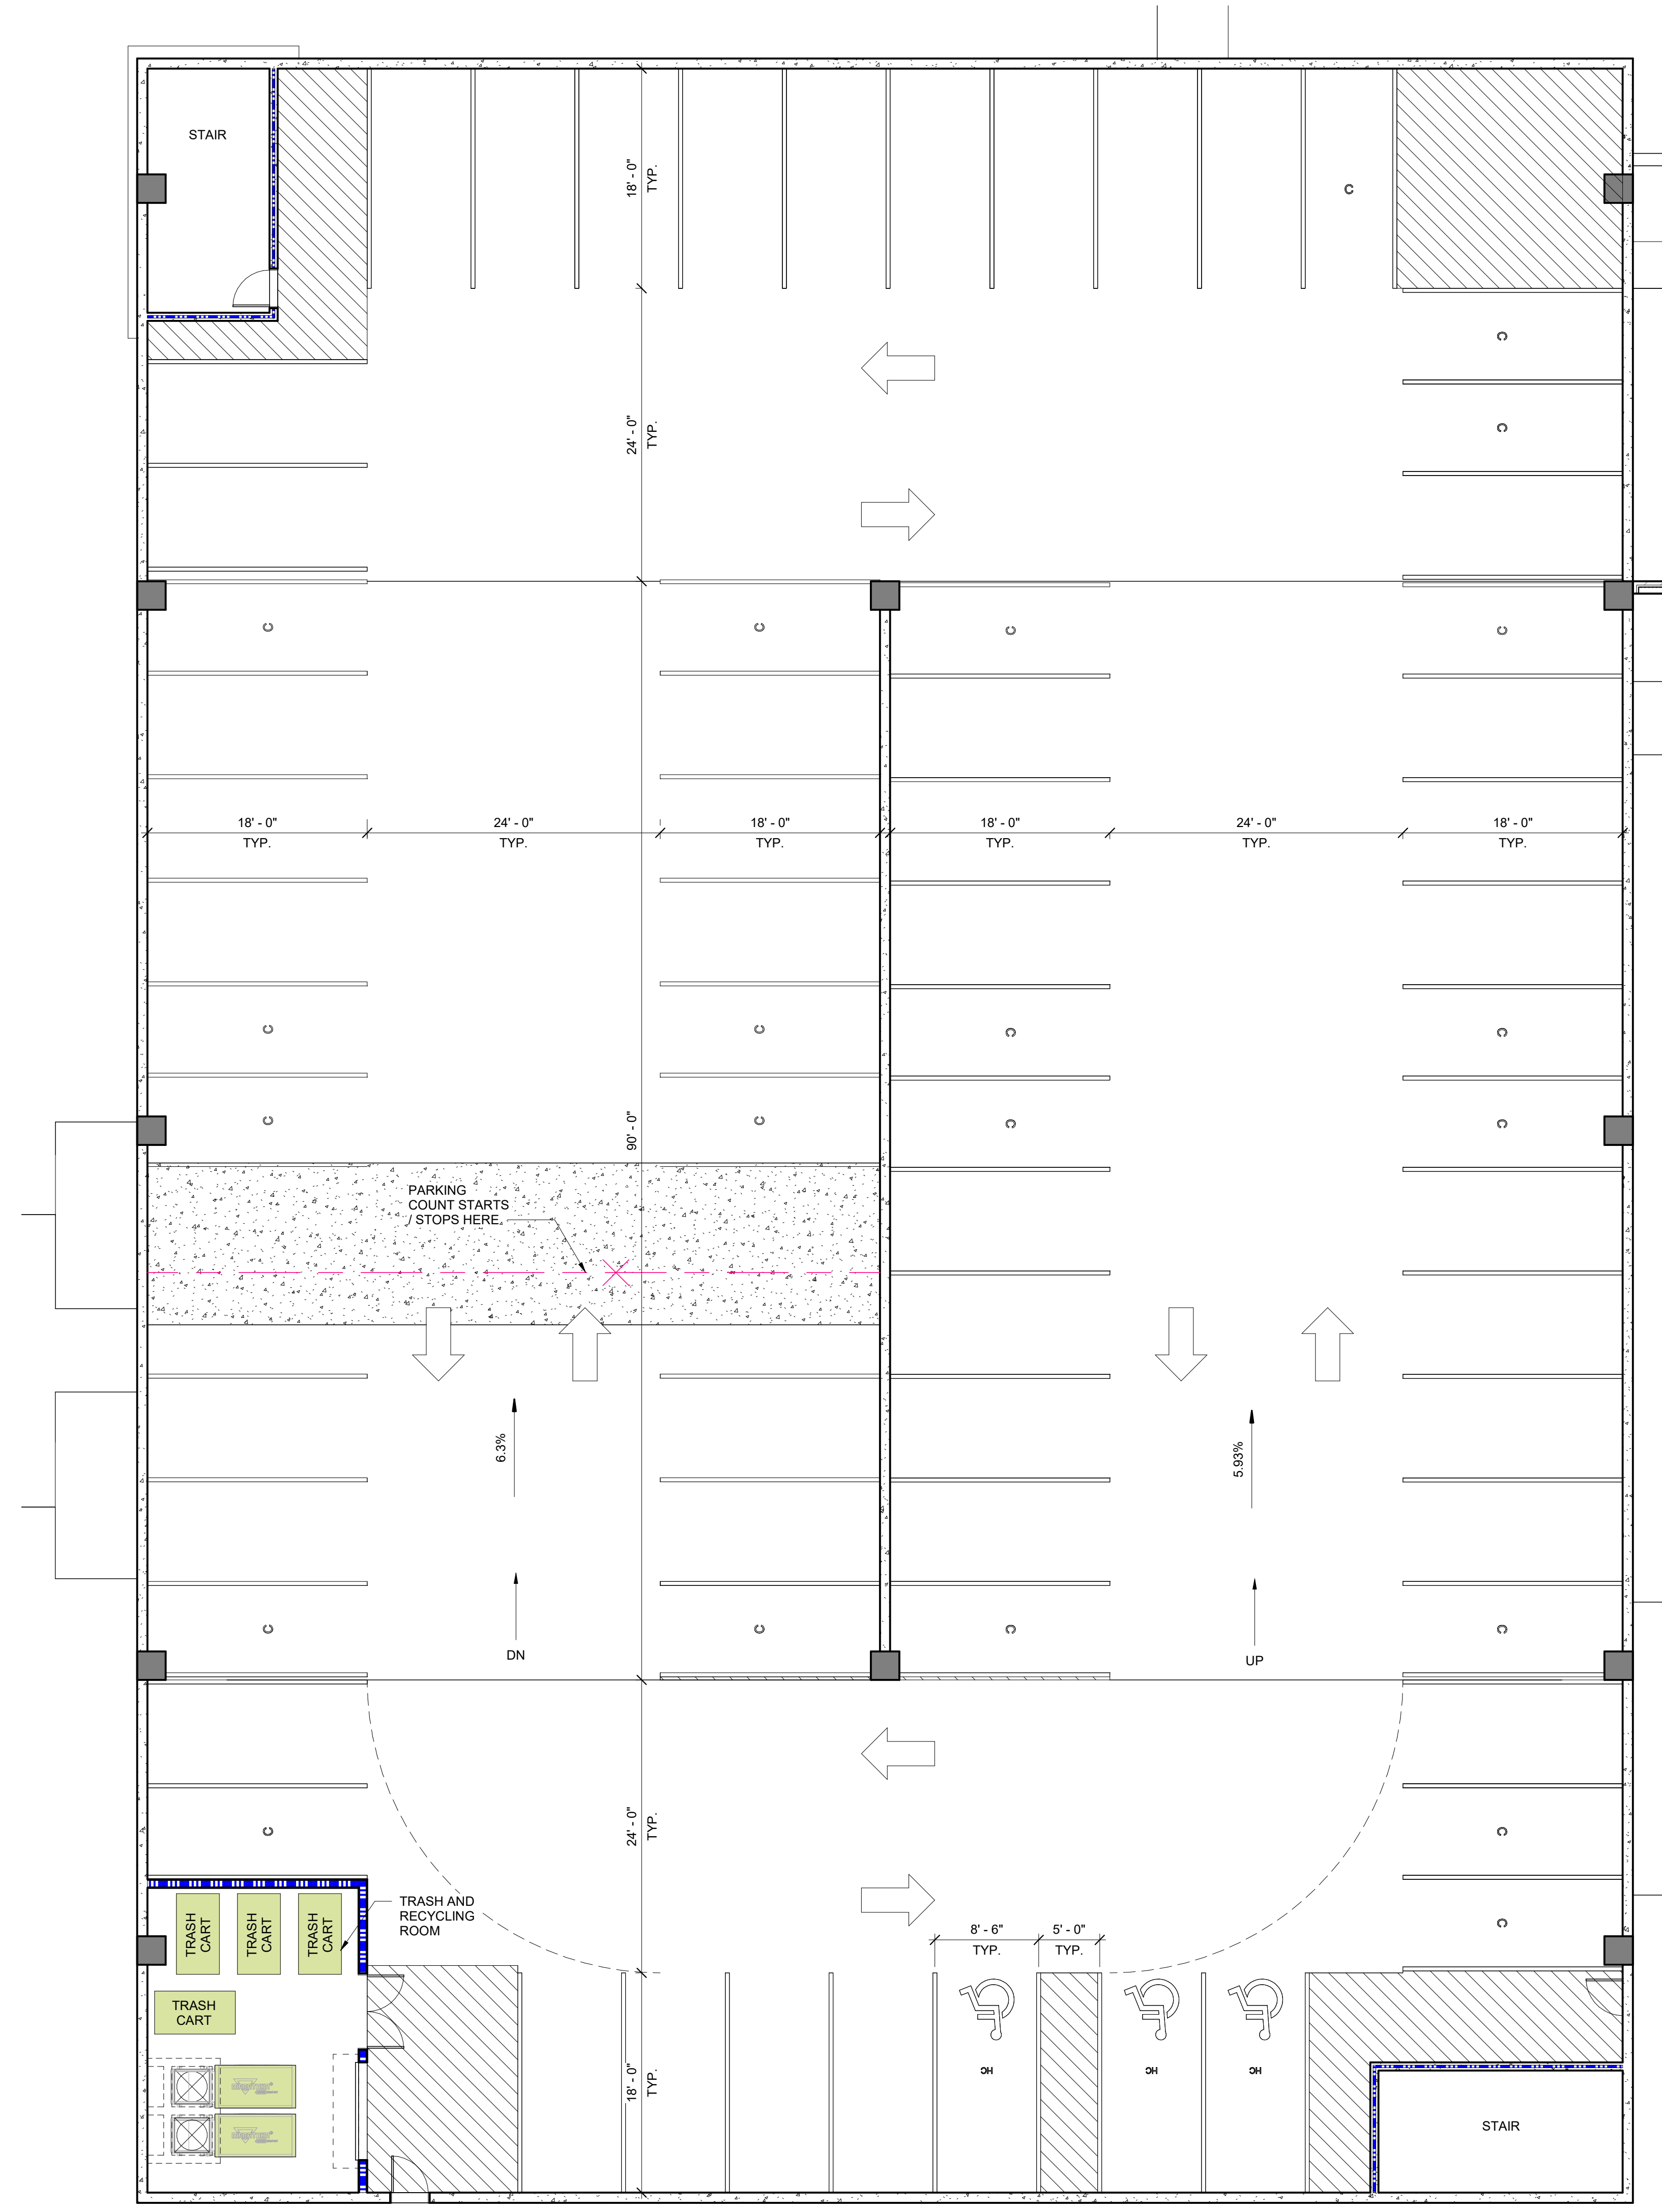 STAIR
18' - 0"
TYP.
C
C
24' - 0"
TYP.
C
C
C
C
C
18' - 0"
TYP.
24' - 0"
TYP.
18' - 0"
TYP.
18' - 0"
TYP.
24' - 0"
TYP.
18' - 0"
TYP.
C
C
C
C
C
C
C
C
90' - 0"
PARKING
COUNT STARTS
/ STOPS HERE
6.3%
5.93%
C
C
C
C
DN
UP
24' - 0"
TYP.
C
C
TRASH
CART
TRASH
CART
TRASH
CART
TRASH AND
RECYCLING
ROOM
C
8' - 6"
TYP.
5' - 0"
TYP.
TRASH
CART
18' - 0"
TYP.
HC
HC
HC
STAIR